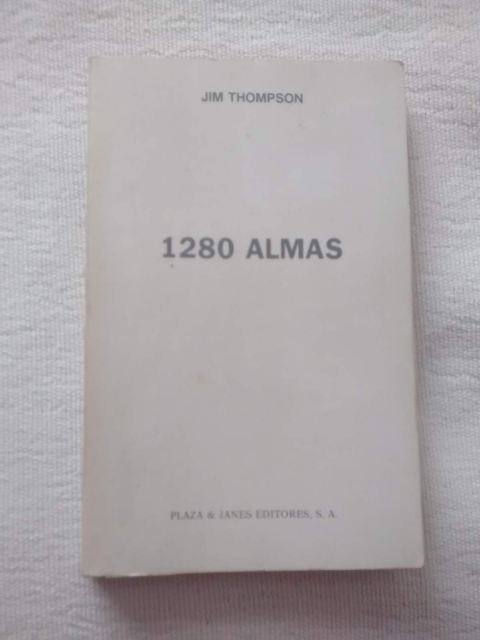 JIM THOMPSON
1280 ALMAS
PLAZA & JANES EDITORES, S. A.